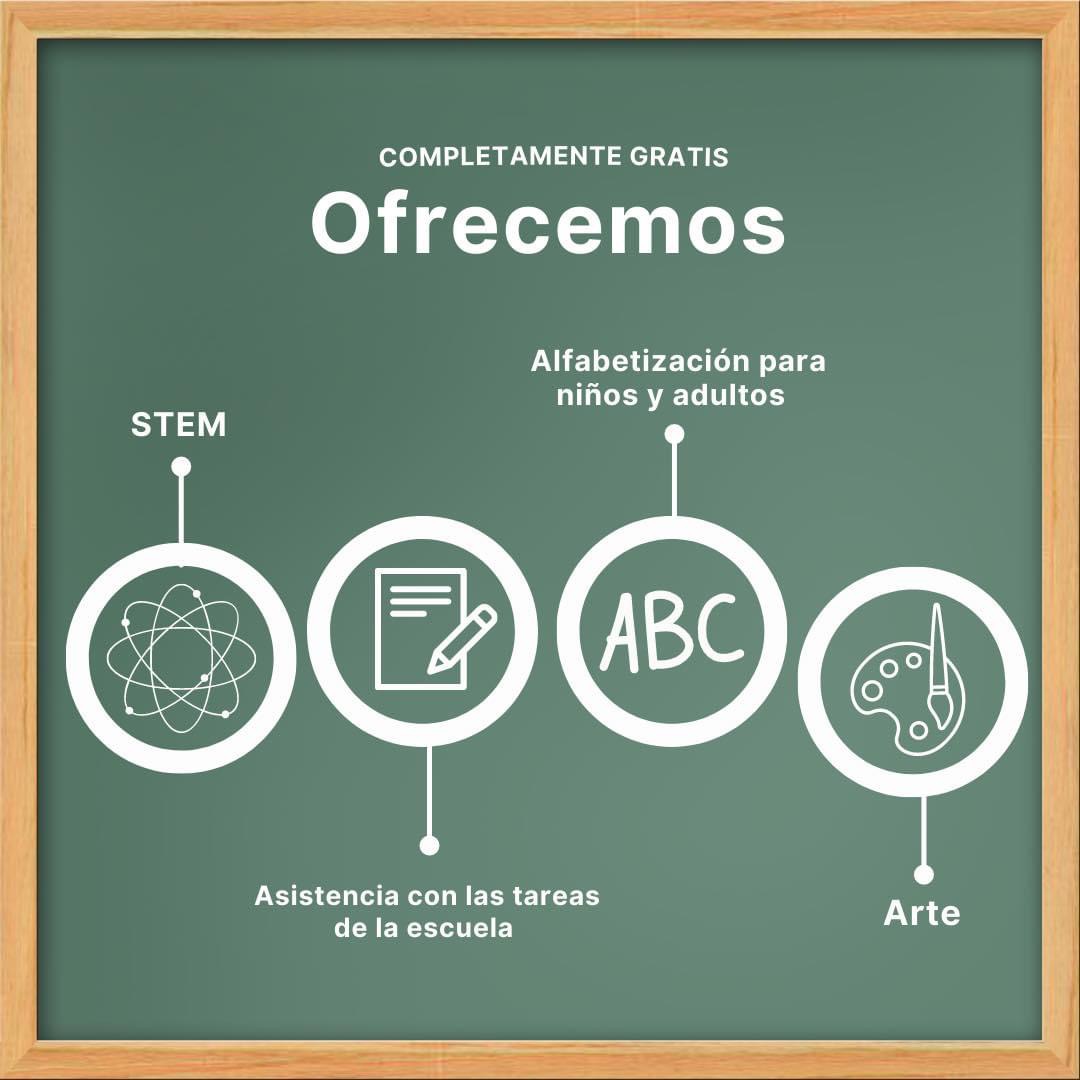 COMPLETAMENTE GRATIS
Ofrecemos
STEM
Asistencia con las tareas
de la escuela
Alfabetización para
niños y adultos
ABC
Arte